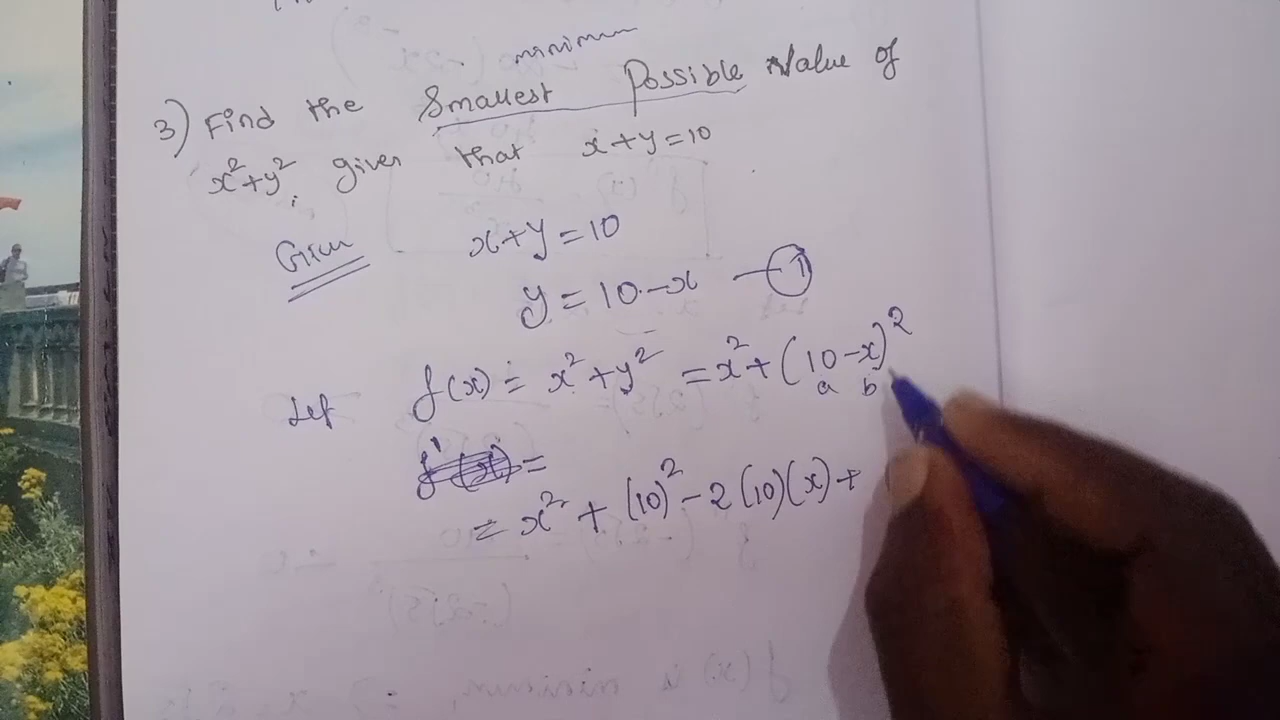 minimum
3) Find the Smallest Possible Value of
x²+y², given that x+y=10
Given x+y=10
y = 10-x — ①
Let f(x) = x²+y² = x²+(10-x)²
a b
f'(x) =
= x² + (10)² - 2(10)(x) +